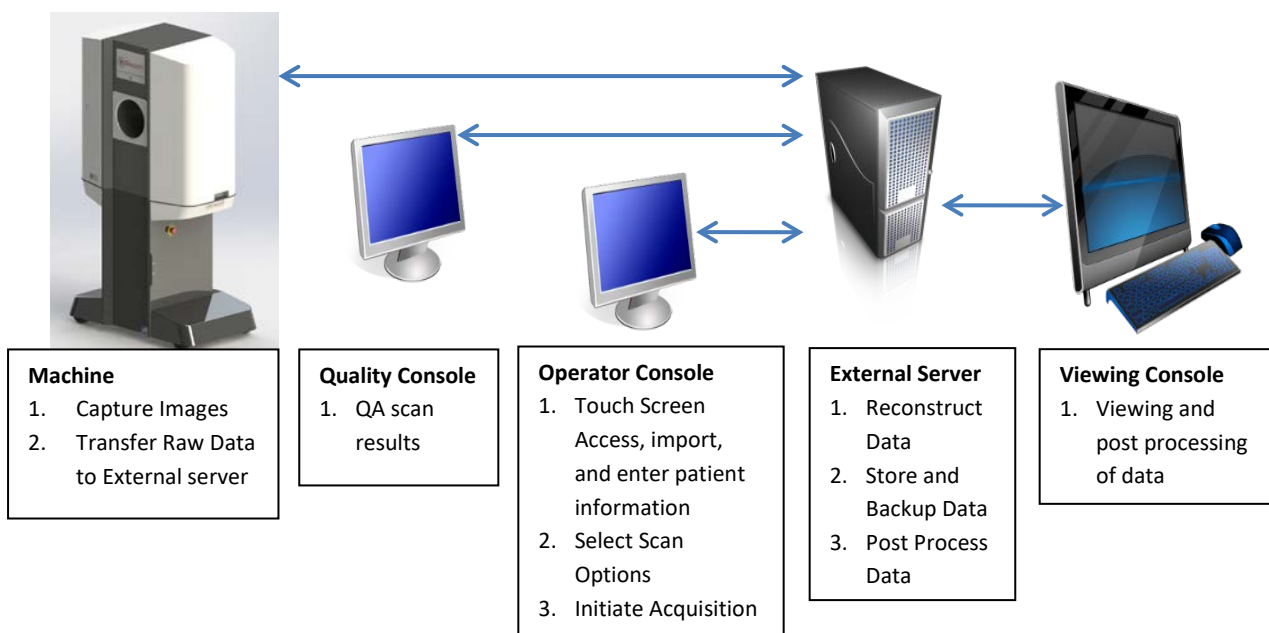 Machine
1. Capture Images
2. Transfer Raw Data
to External server
Quality Console
1. QA scan
results
Operator Console
1. Touch Screen
Access, import,
and enter patient
information
2. Select Scan
Options
3. Initiate Acquisition
External Server
1. Reconstruct
Data
2. Store and
Backup Data
3. Post Process
Data
Viewing Console
1. Viewing and
post processing
of data